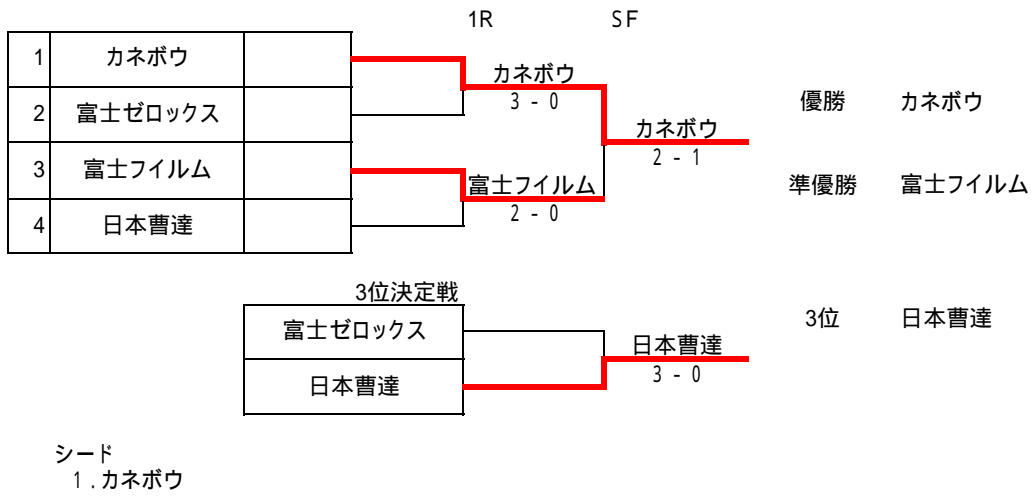 1R SF
1 カネボウ
カネボウ
2 富士ゼロックス
3 - 0
優勝 カネボウ
カネボウ
3 富士フイルム
2 - 1
富士フイルム
準優勝 富士フイルム
4 日本曹達
2 - 0
3位決定戦
富士ゼロックス
3位 日本曹達
日本曹達
日本曹達
3 - 0
シード
1.カネボウ